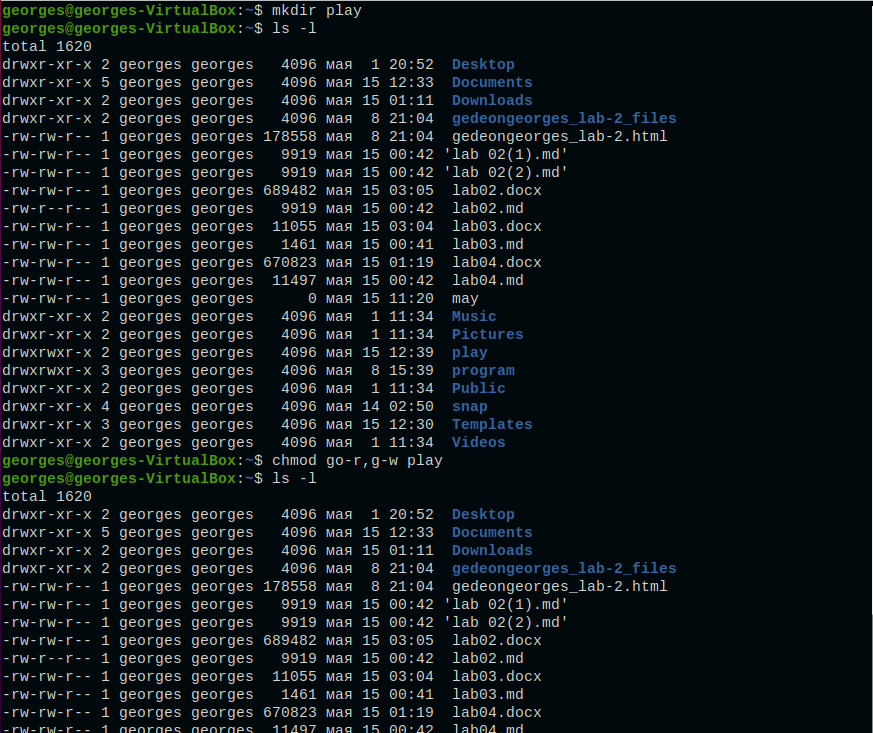 georges@georges-VirtualBox:~$ mkdir play
georges@georges-VirtualBox:~$ ls -l
total 1620
drwxr-xr-x 2 georges georges   4096 мая  1 20:52  Desktop
drwxr-xr-x 5 georges georges   4096 мая 15 12:33  Documents
drwxr-xr-x 2 georges georges   4096 мая 15 01:11  Downloads
drwxr-xr-x 2 georges georges   4096 мая  8 21:04  gedeongeorges_lab-2_files
-rw-rw-r-- 1 georges georges 178558 мая  8 21:04  gedeongeorges_lab-2.html
-rw-rw-r-- 1 georges georges   9919 мая 15 00:42 'lab 02(1).md'
-rw-rw-r-- 1 georges georges   9919 мая 15 00:42 'lab 02(2).md'
-rw-rw-r-- 1 georges georges 689482 мая 15 03:05  lab02.docx
-rw-r--r-- 1 georges georges   9919 мая 15 00:42  lab02.md
-rw-rw-r-- 1 georges georges  11055 мая 15 03:04  lab03.docx
-rw-rw-r-- 1 georges georges   1461 мая 15 00:41  lab03.md
-rw-rw-r-- 1 georges georges 670823 мая 15 01:19  lab04.docx
-rw-rw-r-- 1 georges georges  11497 мая 15 00:42  lab04.md
-rw-rw-r-- 1 georges georges      0 мая 15 11:20  may
drwxr-xr-x 2 georges georges   4096 мая  1 11:34  Music
drwxr-xr-x 2 georges georges   4096 мая  1 11:34  Pictures
drwxrwxr-x 2 georges georges   4096 мая 15 12:39  play
drwxrwxr-x 3 georges georges   4096 мая  8 15:39  program
drwxr-xr-x 2 georges georges   4096 мая  1 11:34  Public
drwxr-xr-x 4 georges georges   4096 мая 14 02:50  snap
drwxr-xr-x 3 georges georges   4096 мая 15 12:30  Templates
drwxr-xr-x 2 georges georges   4096 мая  1 11:34  Videos
georges@georges-VirtualBox:~$ chmod go-r,g-w play
georges@georges-VirtualBox:~$ ls -l
total 1620
drwxr-xr-x 2 georges georges   4096 мая  1 20:52  Desktop
drwxr-xr-x 5 georges georges   4096 мая 15 12:33  Documents
drwxr-xr-x 2 georges georges   4096 мая 15 01:11  Downloads
drwxr-xr-x 2 georges georges   4096 мая  8 21:04  gedeongeorges_lab-2_files
-rw-rw-r-- 1 georges georges 178558 мая  8 21:04  gedeongeorges_lab-2.html
-rw-rw-r-- 1 georges georges   9919 мая 15 00:42 'lab 02(1).md'
-rw-rw-r-- 1 georges georges   9919 мая 15 00:42 'lab 02(2).md'
-rw-rw-r-- 1 georges georges 689482 мая 15 03:05  lab02.docx
-rw-r--r-- 1 georges georges   9919 мая 15 00:42  lab02.md
-rw-rw-r-- 1 georges georges  11055 мая 15 03:04  lab03.docx
-rw-rw-r-- 1 georges georges   1461 мая 15 00:41  lab03.md
-rw-rw-r-- 1 georges georges 670823 мая 15 01:19  lab04.docx
-rw-rw-r-- 1 georges georges  11497 мая 15 00:42  lab04.md